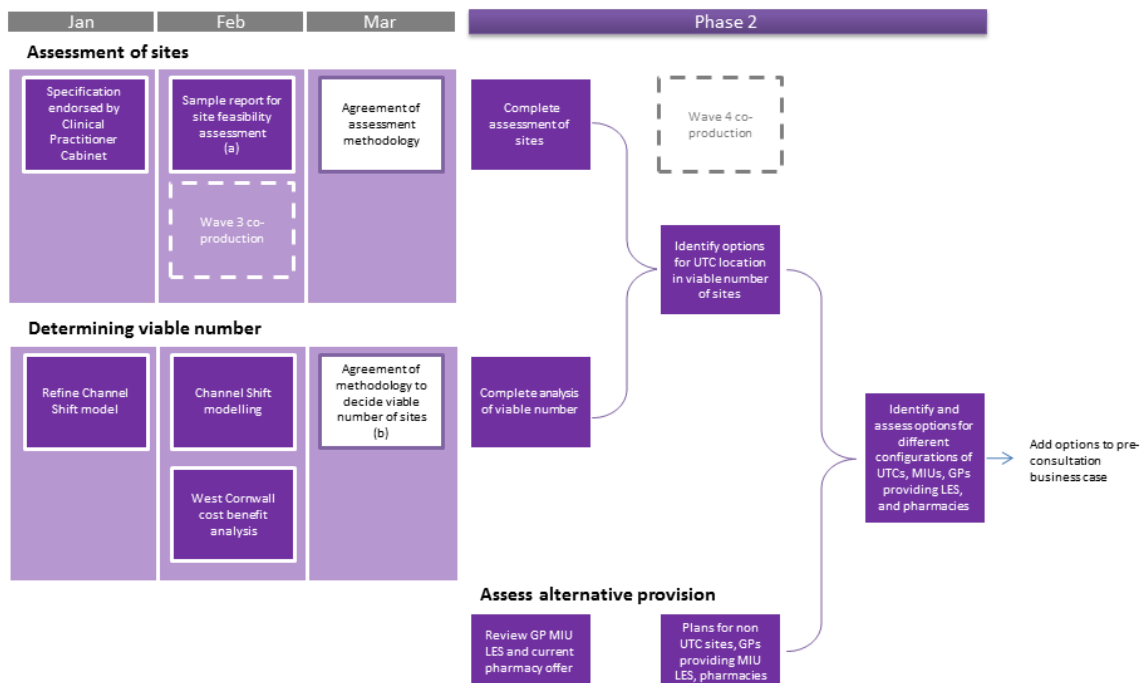 Jan
Feb
Mar
Phase 2
Assessment of sites
Specification
endorsed by
Clinical
Practitioner
Cabinet
Sample report for
site feasibility
assessment
(a)
Agreement of
assessment
methodology
Complete
assessment of
sites
Wave 4 co-
production
Wave 3 co-
production
Identify options
for UTC location
in viable number
of sites
Determining viable number
Refine Channel
Shift model
Channel Shift
modelling
Agreement of
methodology to
decide viable
number of sites
(b)
Complete analysis
of viable number
West Cornwall
cost benefit
analysis
Identify and
assess options for
different
configurations of
UTCs, MIUs, GPs
providing LES,
and pharmacies
Add options to pre-
consultation
business case
Assess alternative provision
Review GP MIU
LES and current
pharmacy offer
Plans for non
UTC sites, GPs
providing MIU
LES, pharmacies